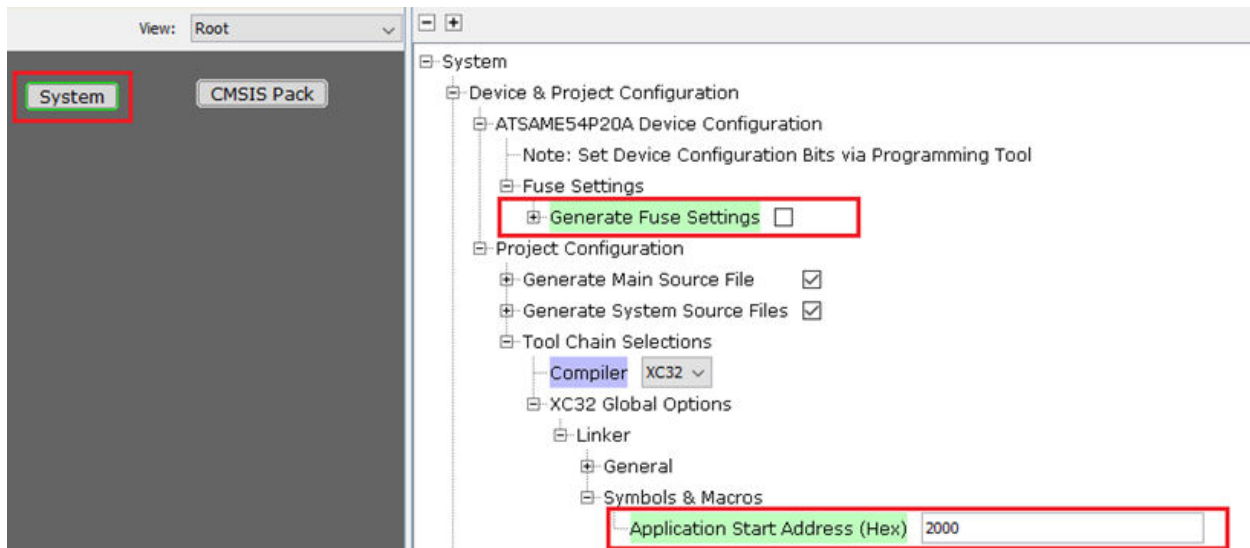 View: Root
System
CMSIS Pack
System
Device & Project Configuration
ATSAME54P20A Device Configuration
Note: Set Device Configuration Bits via Programming Tool
Fuse Settings
Generate Fuse Settings
Project Configuration
Generate Main Source File
Generate System Source Files
Tool Chain Selections
Compiler XC32
XC32 Global Options
Linker
General
Symbols & Macros
Application Start Address (Hex) 2000